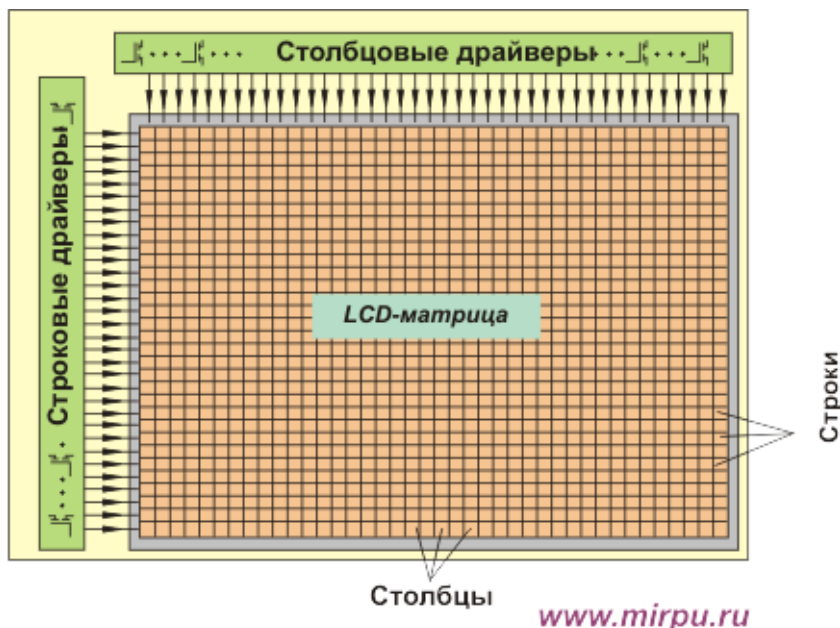 Столбцовые драйверы
Строковые драйверы
LCD-матрица
Строки
Столбцы
www.mirpu.ru